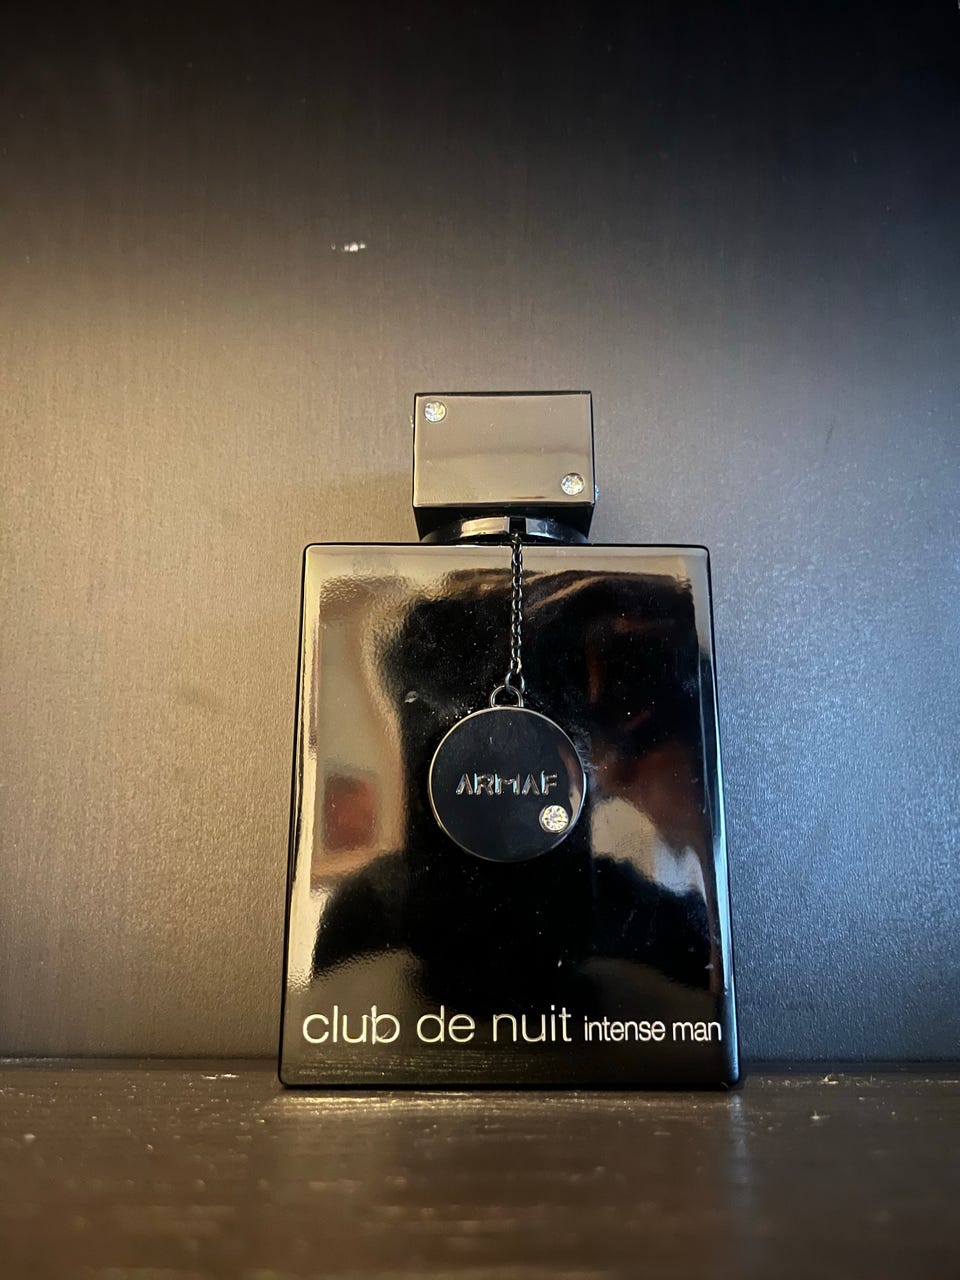 ARMAF
club de nuit intense man